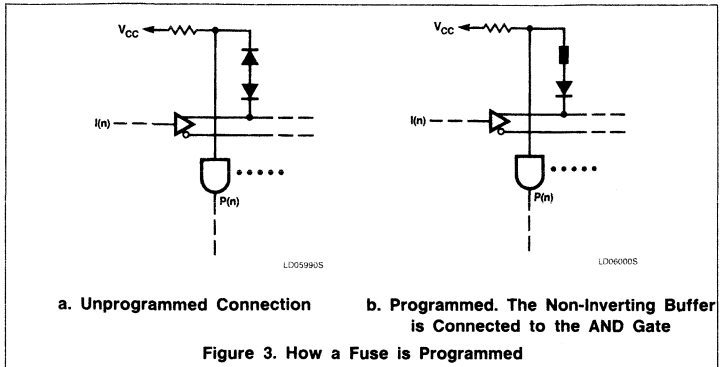 VCC
I(n)
P(n)
LD05990S
a. Unprogrammed Connection
VCC
I(n)
P(n)
LD06000S
b. Programmed. The Non-Inverting Buffer
is Connected to the AND Gate
Figure 3. How a Fuse is Programmed